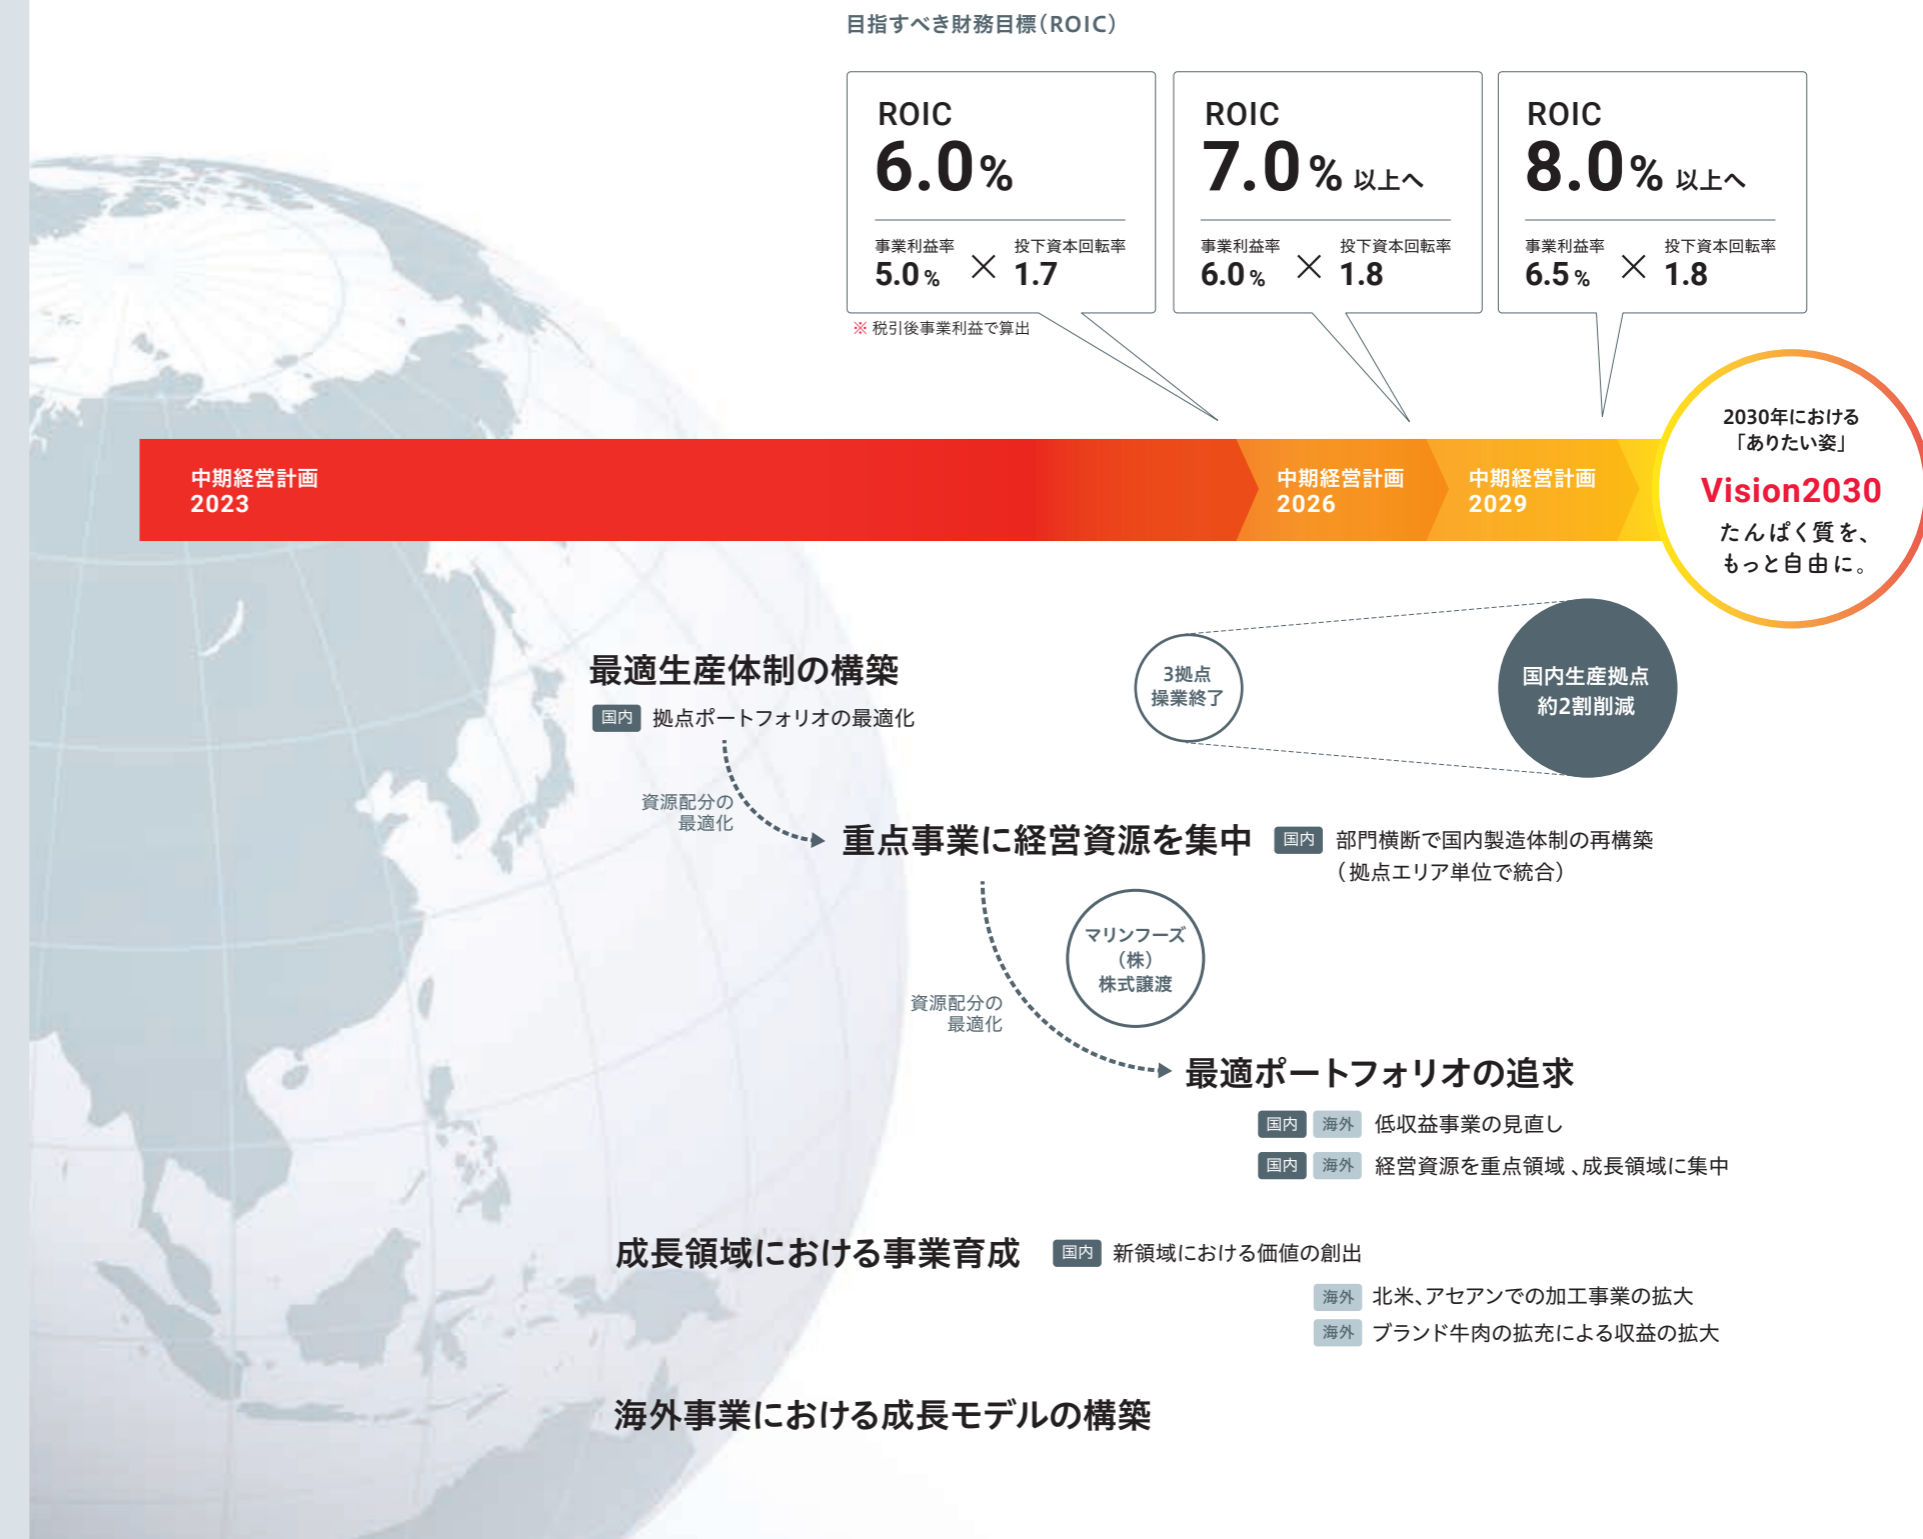 目指すべき財務目標（ROIC）
ROIC
6.0%
事業利益率
5.0%
×
投下資本回転率
1.7
※ 税引後事業利益で算出
ROIC
7.0% 以上へ
事業利益率
6.0%
×
投下資本回転率
1.8
ROIC
8.0% 以上へ
事業利益率
6.5%
×
投下資本回転率
1.8
中期経営計画
2023
中期経営計画
2026
中期経営計画
2029
2030年における
「ありたい姿」
Vision2030
たんぱく質を、
もっと自由に。
最適生産体制の構築
国内 拠点ポートフォリオの最適化
3拠点
操業終了
国内生産拠点
約2割削減
資源配分の
最適化
重点事業に経営資源を集中
国内 部門横断で国内製造体制の再構築
（拠点エリア単位で統合）
マリンフーズ
（株）
株式譲渡
資源配分の
最適化
最適ポートフォリオの追求
国内 海外 低収益事業の見直し
国内 海外 経営資源を重点領域、成長領域に集中
成長領域における事業育成
国内 新領域における価値の創出
海外 北米、アセアンでの加工事業の拡大
海外 ブランド牛肉の拡充による収益の拡大
海外事業における成長モデルの構築